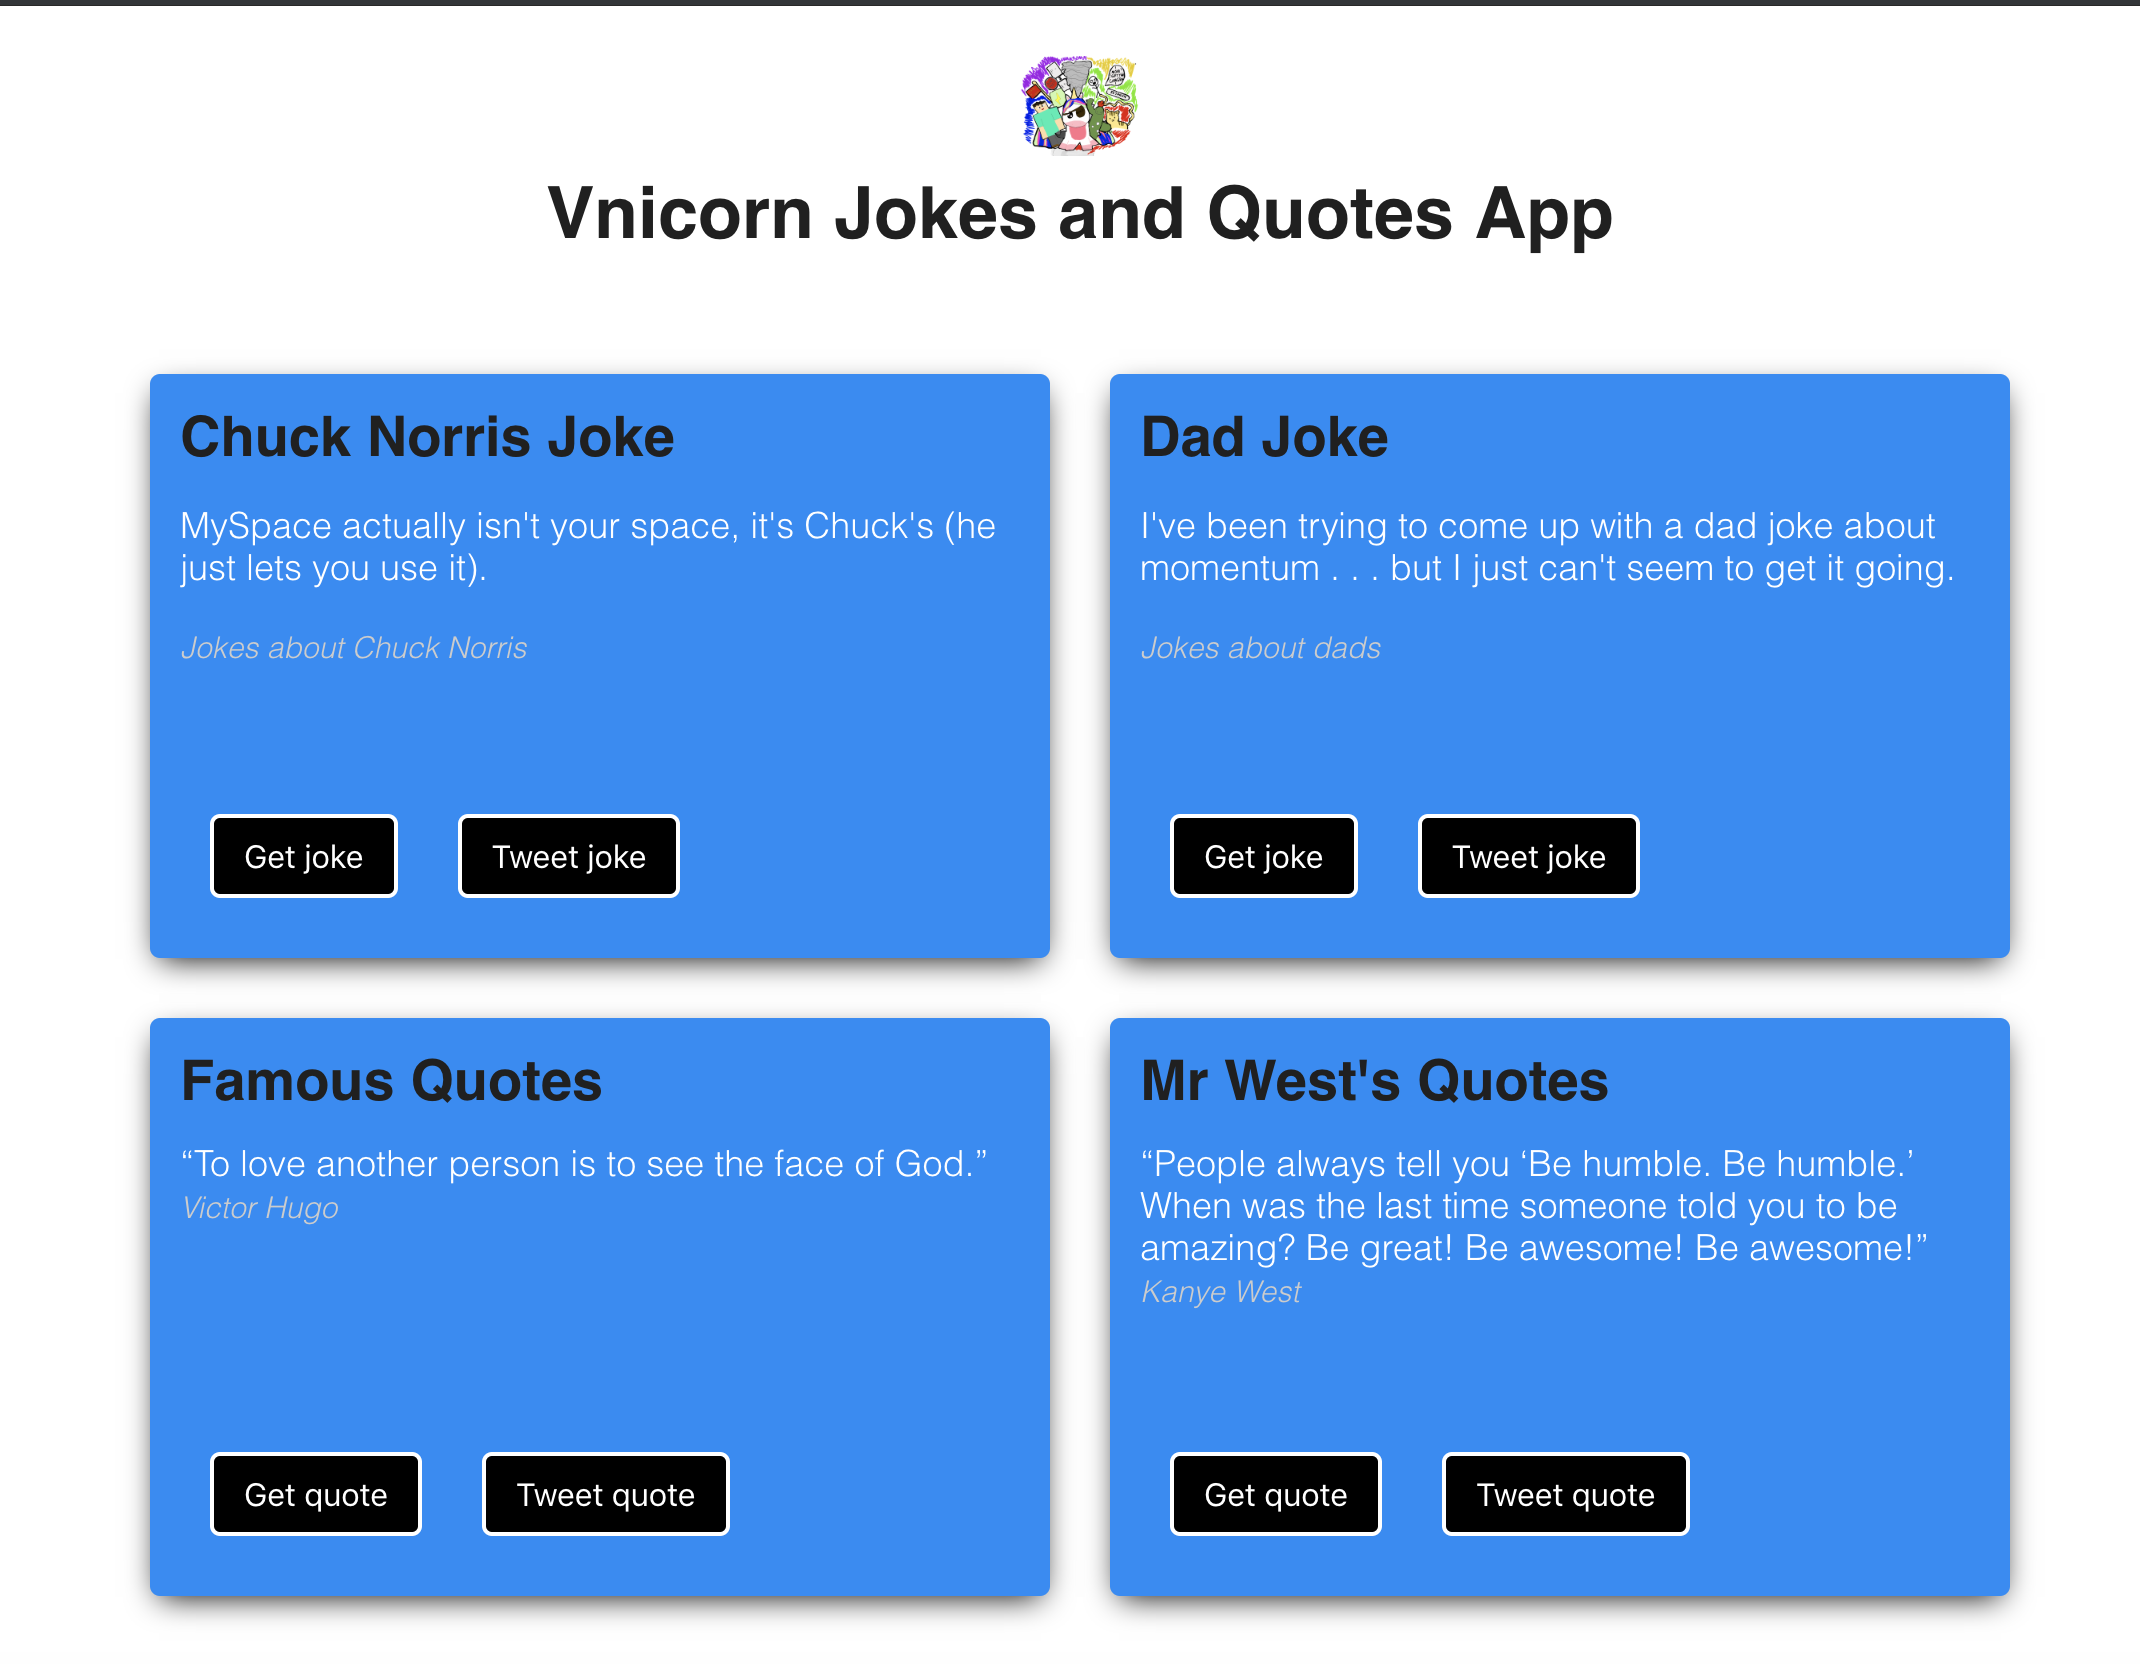 Vnicorn Jokes and Quotes App
Chuck Norris Joke
MySpace actually isn't your space, it's Chuck's (he
just lets you use it).
Jokes about Chuck Norris
Get joke
Tweet joke
Dad Joke
I've been trying to come up with a dad joke about
momentum . . . but I just can't seem to get it going.
Jokes about dads
Get joke
Tweet joke
Famous Quotes
“To love another person is to see the face of God.”
Victor Hugo
Get quote
Tweet quote
Mr West's Quotes
“People always tell you ‘Be humble. Be humble.’
When was the last time someone told you to be
amazing? Be great! Be awesome! Be awesome!”
Kanye West
Get quote
Tweet quote